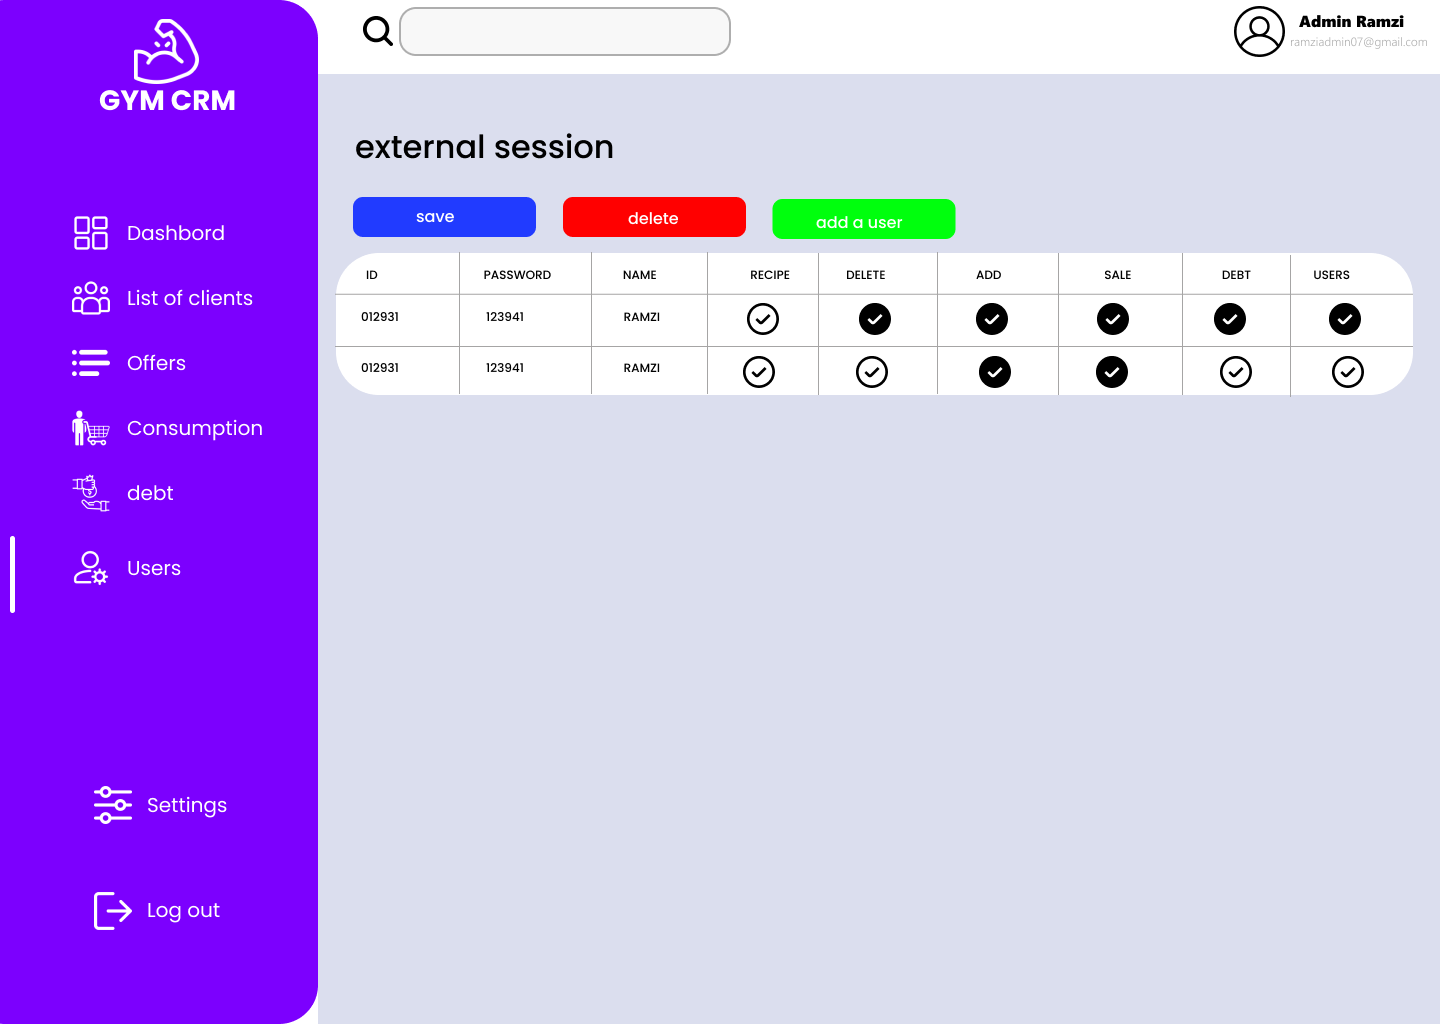 GYM CRM
Dashbord
List of clients
Offers
Consumption
debt
Users
Settings
Log out
Admin Ramzi
ramziadmin07@gmail.com
external session
save delete add a user
ID PASSWORD NAME RECIPE DELETE ADD SALE DEBT USERS
012931 123941 RAMZI
012931 123941 RAMZI